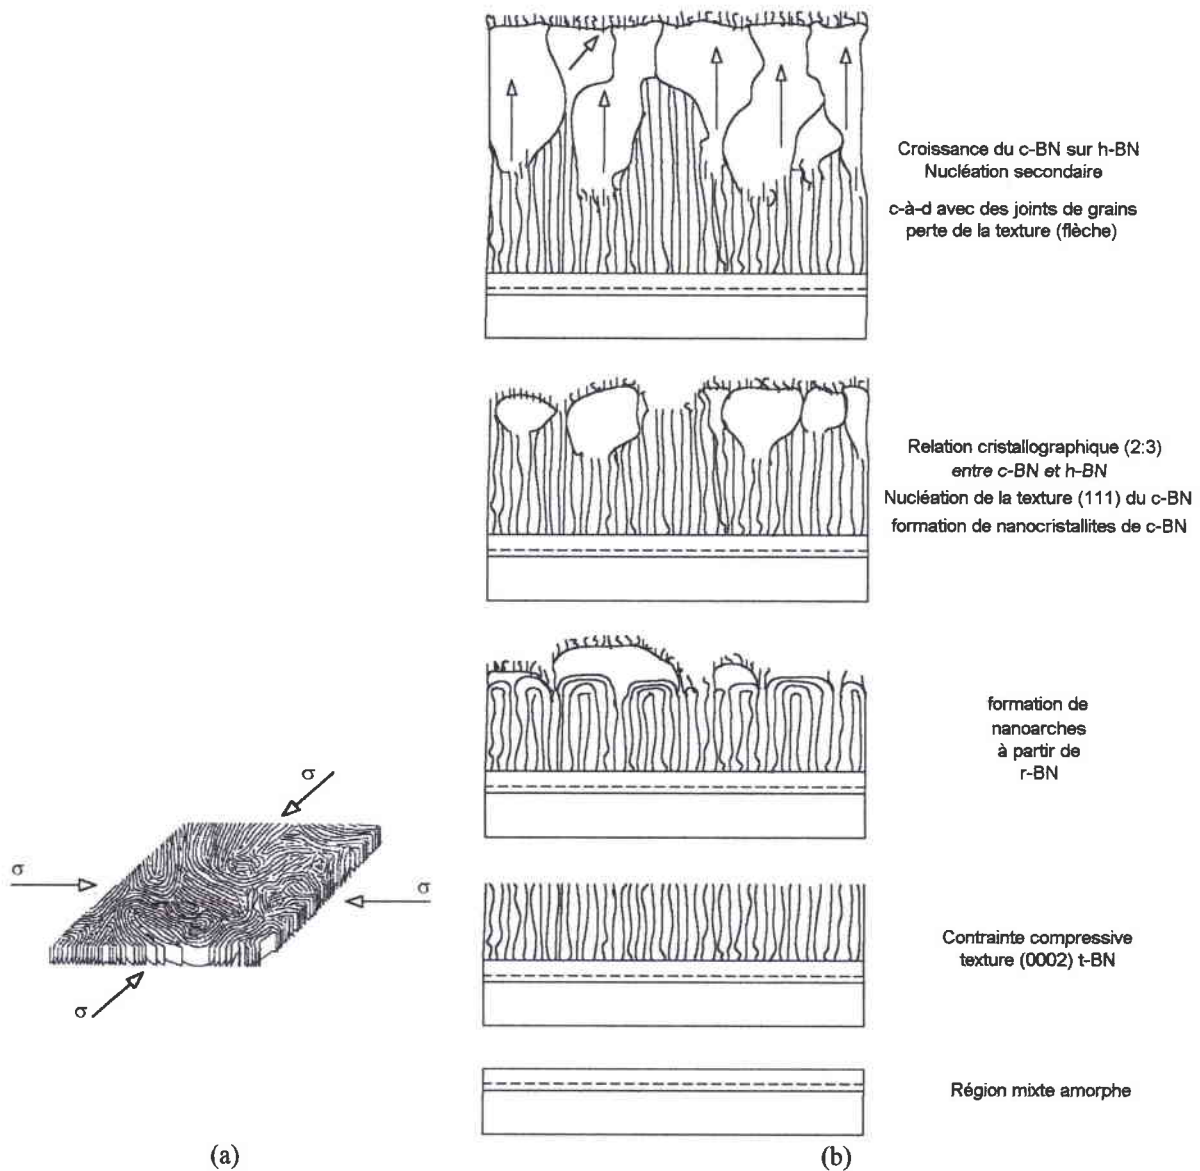 Croissance du c-BN sur h-BN
Nucléation secondaire
c-à-d avec des joints de grains
perte de la texture (flèche)
Relation cristallographique (2:3)
entre c-BN et h-BN
Nucléation de la texture (111) du c-BN
formation de nanocristallites de c-BN
formation de
nanoarches
à partir de
r-BN
σ
σ
σ
σ
Contrainte compressive
texture (0002) t-BN
Région mixte amorphe
(a)
(b)